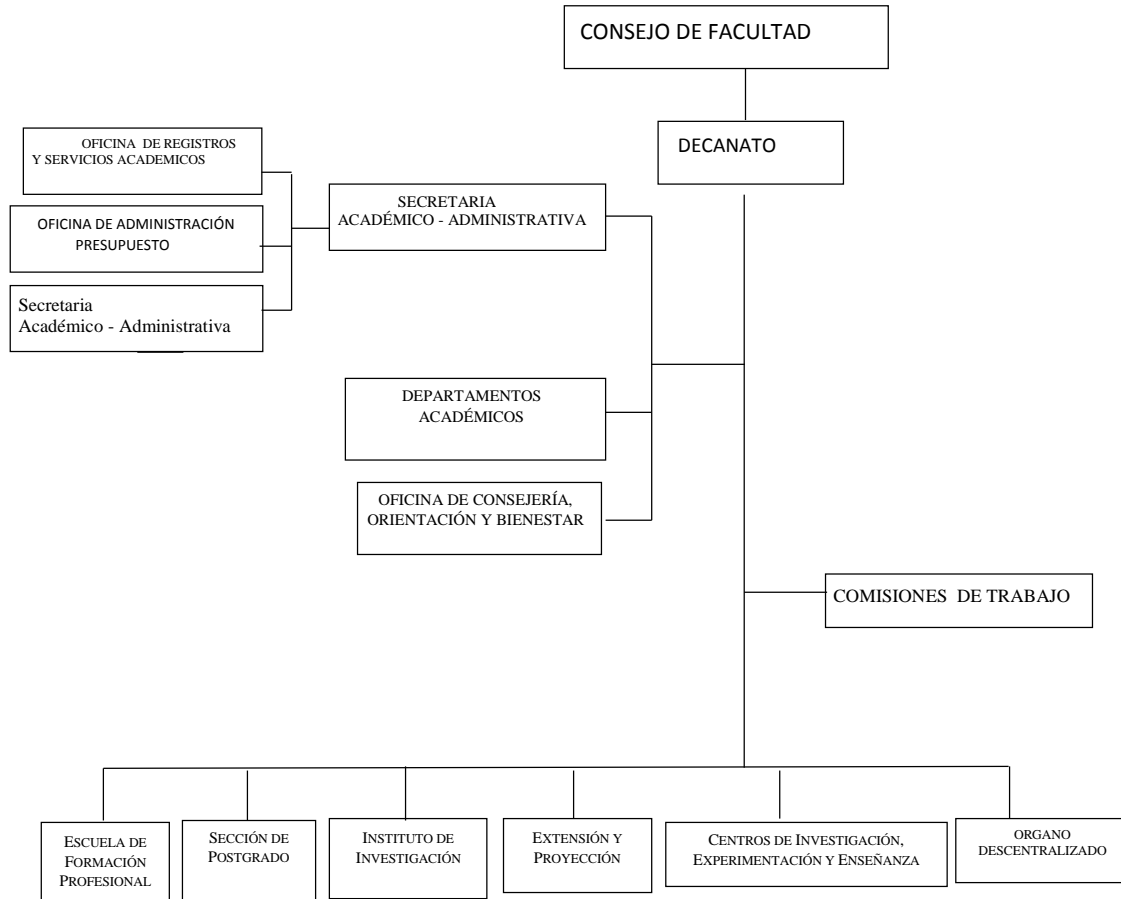 CONSEJO DE FACULTAD
DECANATO
OFICINA DE REGISTROS
Y SERVICIOS ACADEMICOS
SECRETARIA
ACADÉMICO - ADMINISTRATIVA
OFICINA DE ADMINISTRACIÓN
PRESUPUESTO
Secretaria
Académico - Administrativa
DEPARTAMENTOS
ACADÉMICOS
OFICINA DE CONSEJERÍA,
ORIENTACIÓN Y BIENESTAR
COMISIONES DE TRABAJO
ESCUELA DE
FORMACIÓN
PROFESIONAL
SECCIÓN DE
POSTGRADO
INSTITUTO DE
INVESTIGACIÓN
EXTENSIÓN Y
PROYECCIÓN
CENTROS DE INVESTIGACIÓN,
EXPERIMENTACIÓN Y ENSEÑANZA
ORGANO
DESCENTRALIZADO